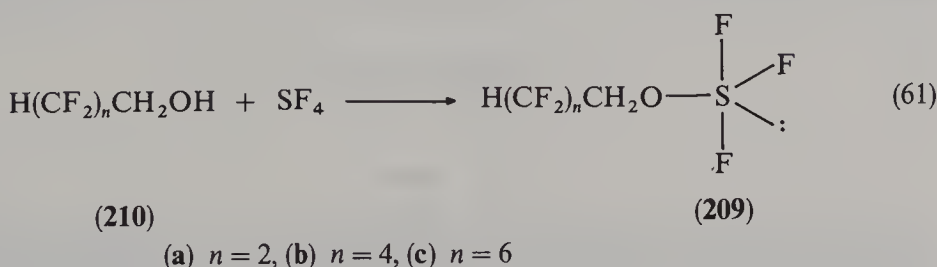 H(CF₂)ₙCH₂OH + SF₄ ⟶ H(CF₂)ₙCH₂O—S F F F : (61)
(210) (209)
(a) n = 2, (b) n = 4, (c) n = 6